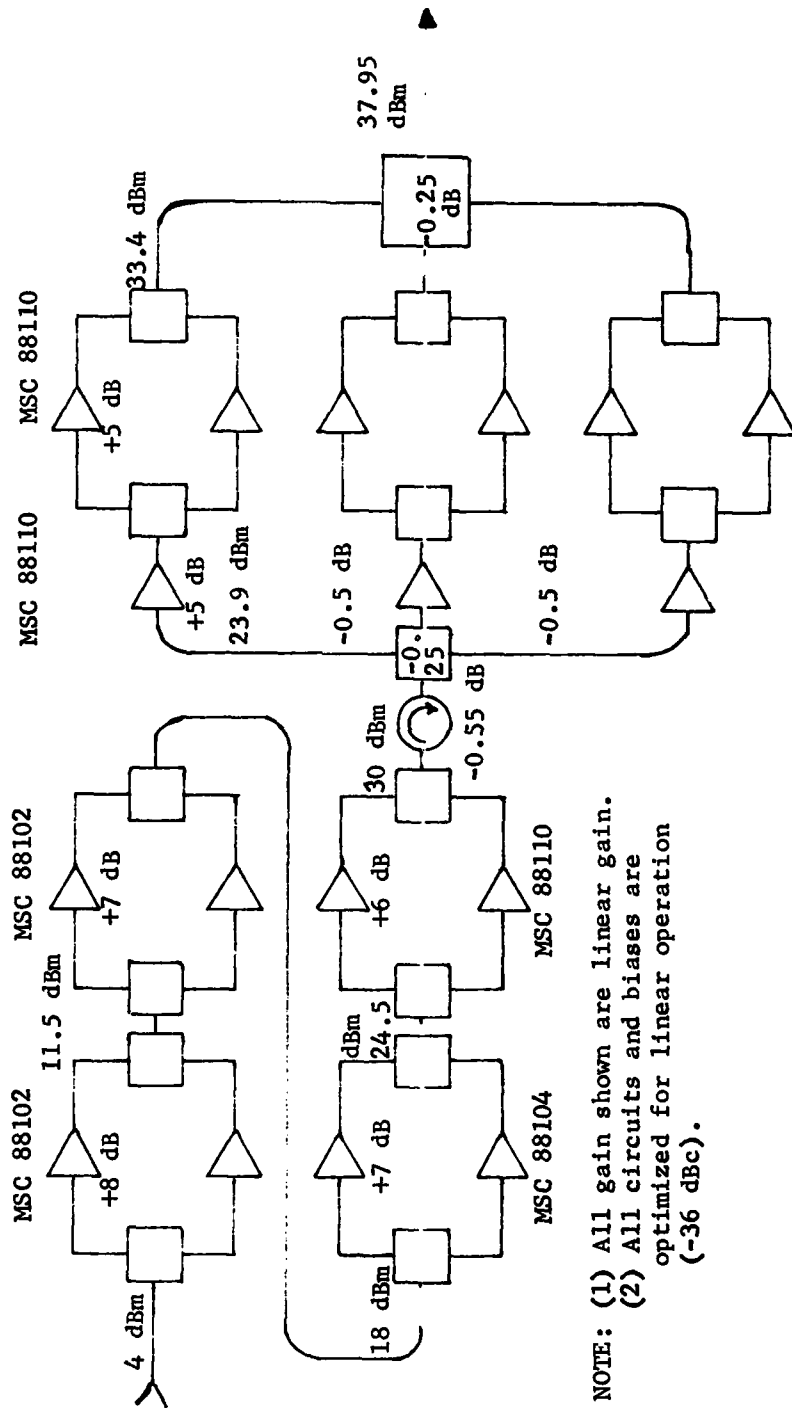 MSC 88102
MSC 88102
MSC 88110
MSC 88110
4 dBm
+8 dB
11.5 dBm
+7 dB
+5 dB
23.9 dBm
+5 dB
33.4 dBm
-0.5 dB
-0.
25
-0.5 dB
-0.25
dB
37.95
dBm
18 dBm
+7 dB
dBm
24.5
+6 dB
30 dBm
-0.55 dB
MSC 88104
MSC 88110
NOTE: (1) All gain shown are linear gain.
(2) All circuits and biases are
optimized for linear operation
(-36 dBc).